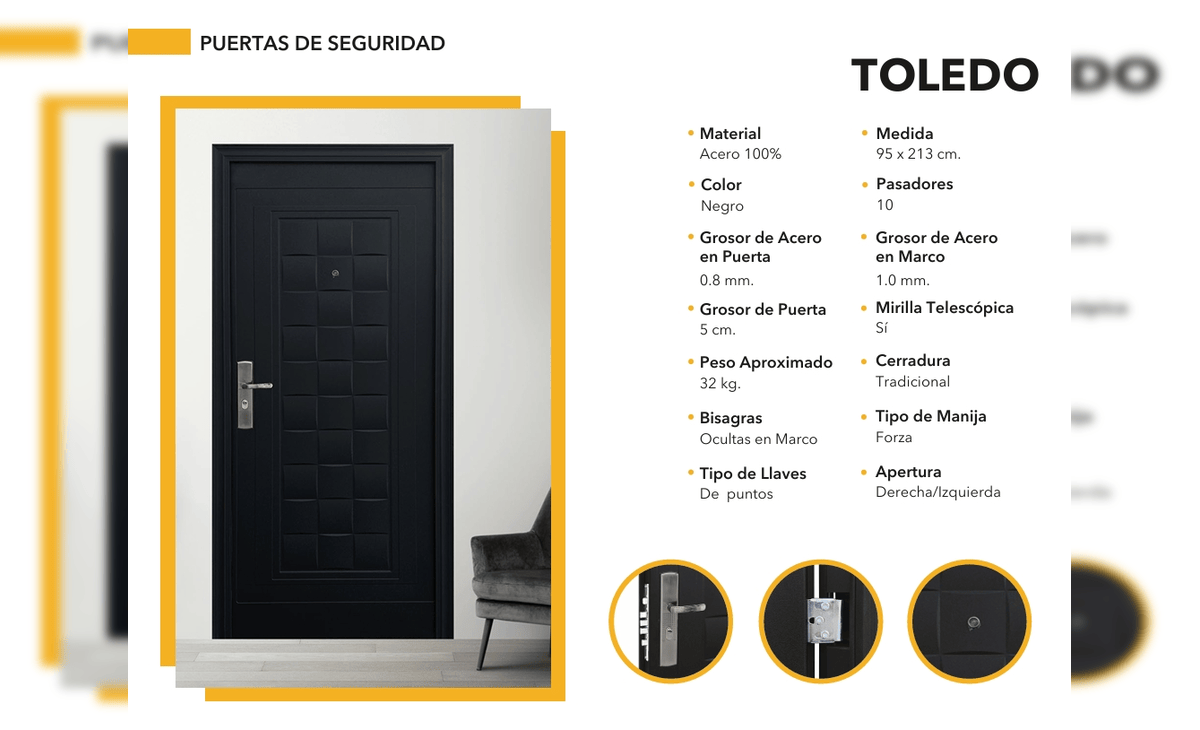 PUERTAS DE SEGURIDAD
TOLEDO
Material
Acero 100%
Color
Negro
Grosor de Acero
en Puerta
0.8 mm.
Grosor de Puerta
5 cm.
Peso Aproximado
32 kg.
Bisagras
Ocultas en Marco
Tipo de Llaves
De puntos
Medida
95 x 213 cm.
Pasadores
10
Grosor de Acero
en Marco
1.0 mm.
Mirilla Telescópica
Sí
Cerradura
Tradicional
Tipo de Manija
Forza
Apertura
Derecha/Izquierda